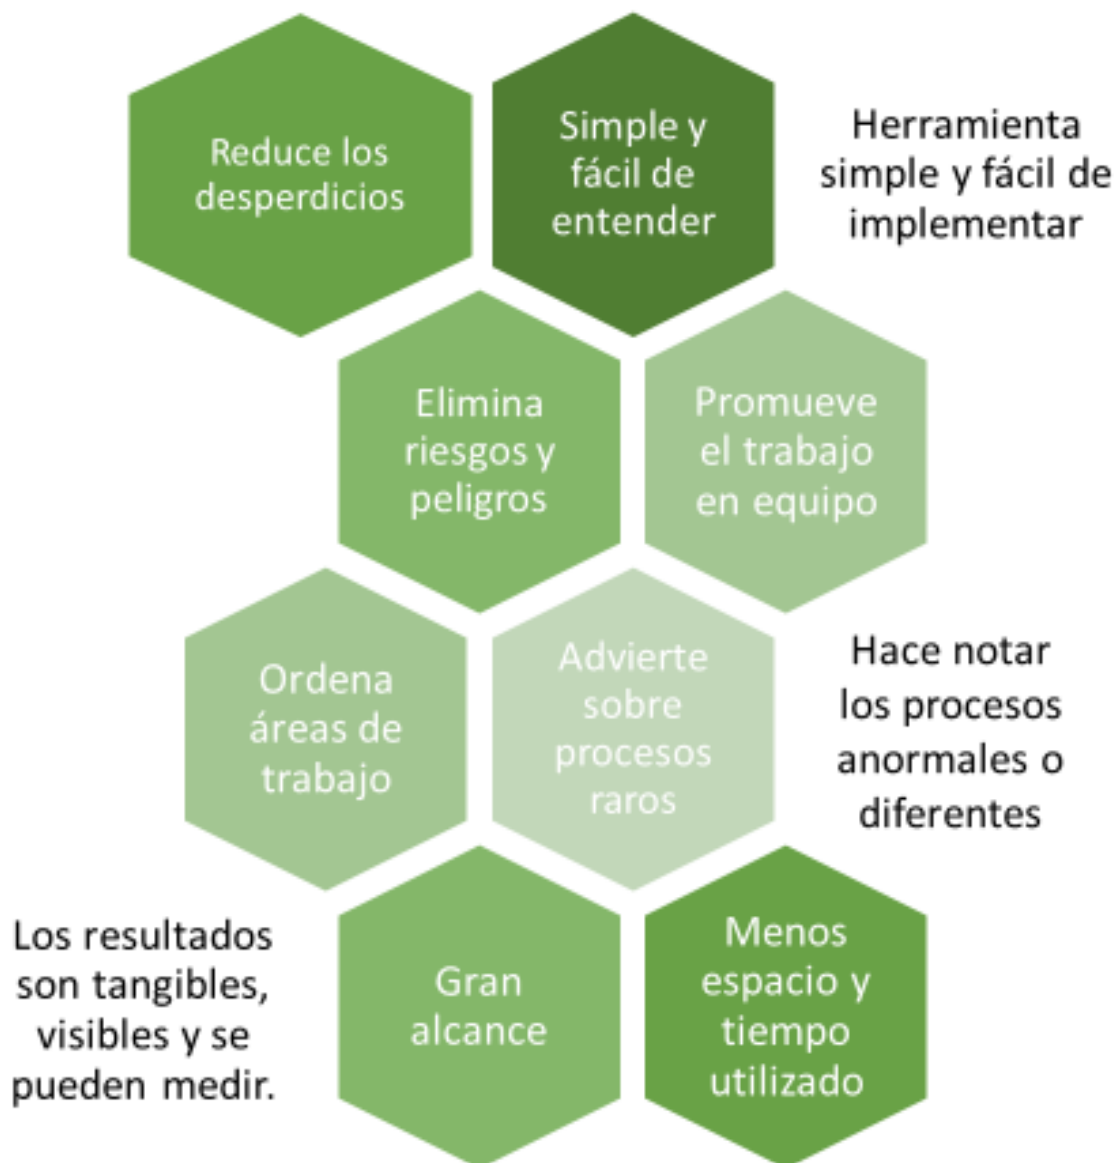 Reduce los
desperdicios
Simple y
fácil de
entender
Herramienta
simple y fácil de
implementar
Elimina
riesgos y
peligros
Promueve
el trabajo
en equipo
Ordena
áreas de
trabajo
Advierte
sobre
procesos
raros
Hace notar
los procesos
anormales o
diferentes
Los resultados
son tangibles,
visibles y se
pueden medir.
Gran
alcance
Menos
espacio y
tiempo
utilizado